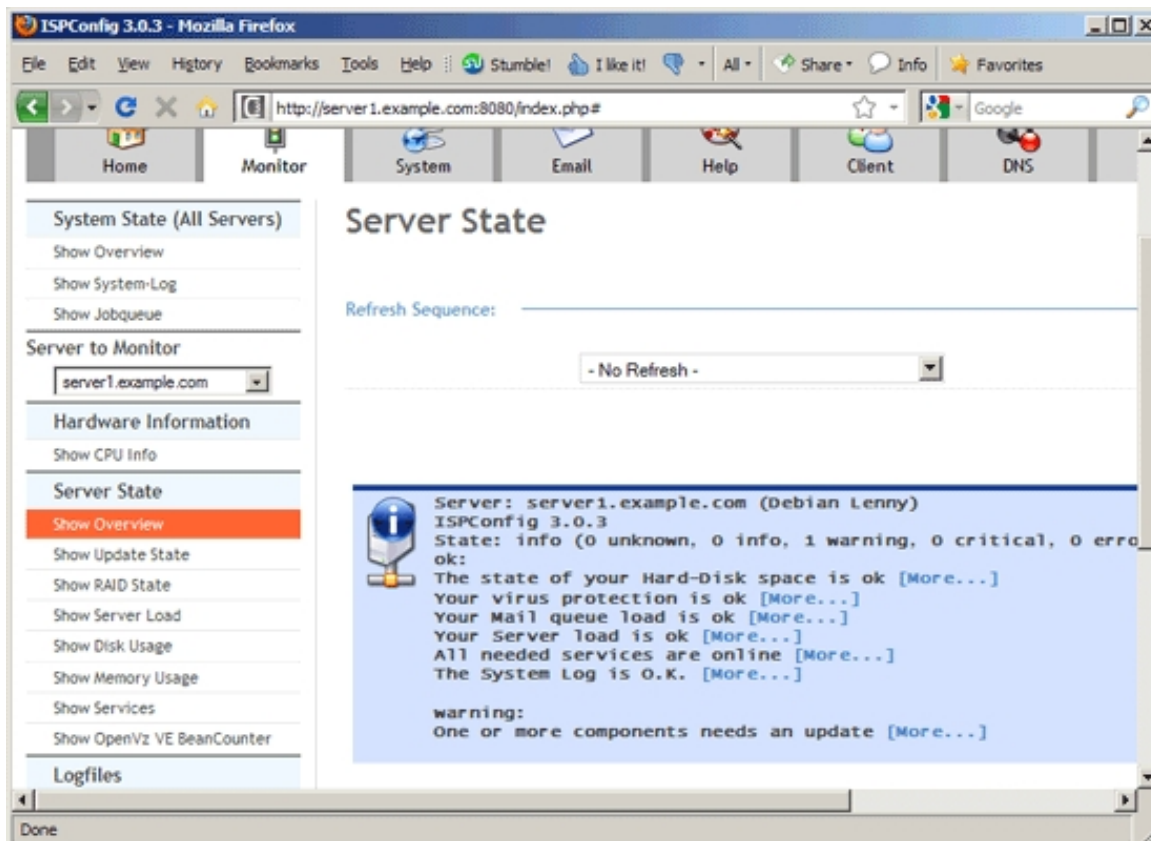 ISPConfig 3.0.3 - Mozilla Firefox
File Edit View History Bookmarks Tools Help Stumble! I like it! All Share Info Favorites
http://server1.example.com:8080/index.php# Google
Home Monitor System Email Help Client DNS
System State (All Servers)
Show Overview
Show System-Log
Show Jobqueue
Server to Monitor
server1.example.com
Hardware Information
Show CPU Info
Server State
Show Overview
Show Update State
Show RAID State
Show Server Load
Show Disk Usage
Show Memory Usage
Show Services
Show OpenVz VE BeanCounter
Logfiles
Server State
Refresh Sequence:
- No Refresh -
Server: server1.example.com (Debian Lenny)
ISPConfig 3.0.3
State: info (0 unknown, 0 info, 1 warning, 0 critical, 0 erro
ok:
The state of your Hard-Disk space is ok [More...]
Your virus protection is ok [More...]
Your Mail queue load is ok [More...]
Your Server load is ok [More...]
All needed services are online [More...]
The System Log is O.K. [More...]
warning:
One or more components needs an update [More...]
Done